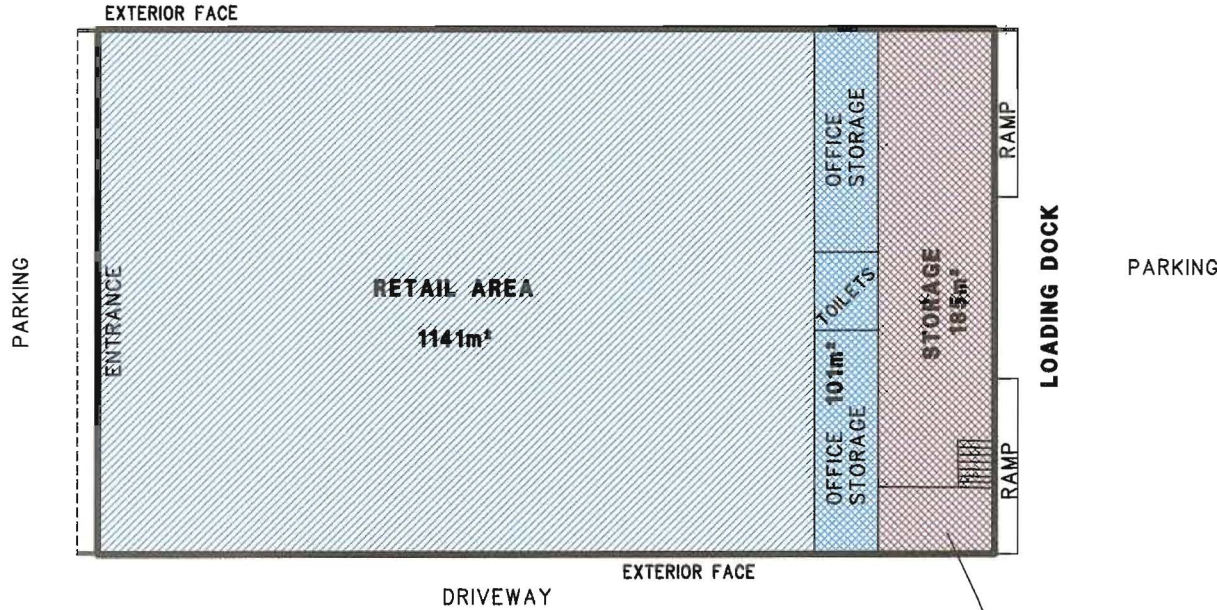 EXTERIOR FACE
PARKING
ENTRANCE
RETAIL AREA
1141m²
OFFICE
STORAGE
TOILETS
OFFICE 101m²
STORAGE
STORAGE
185m²
RAMP
RAMP
LOADING DOCK
PARKING
EXTERIOR FACE
DRIVEWAY